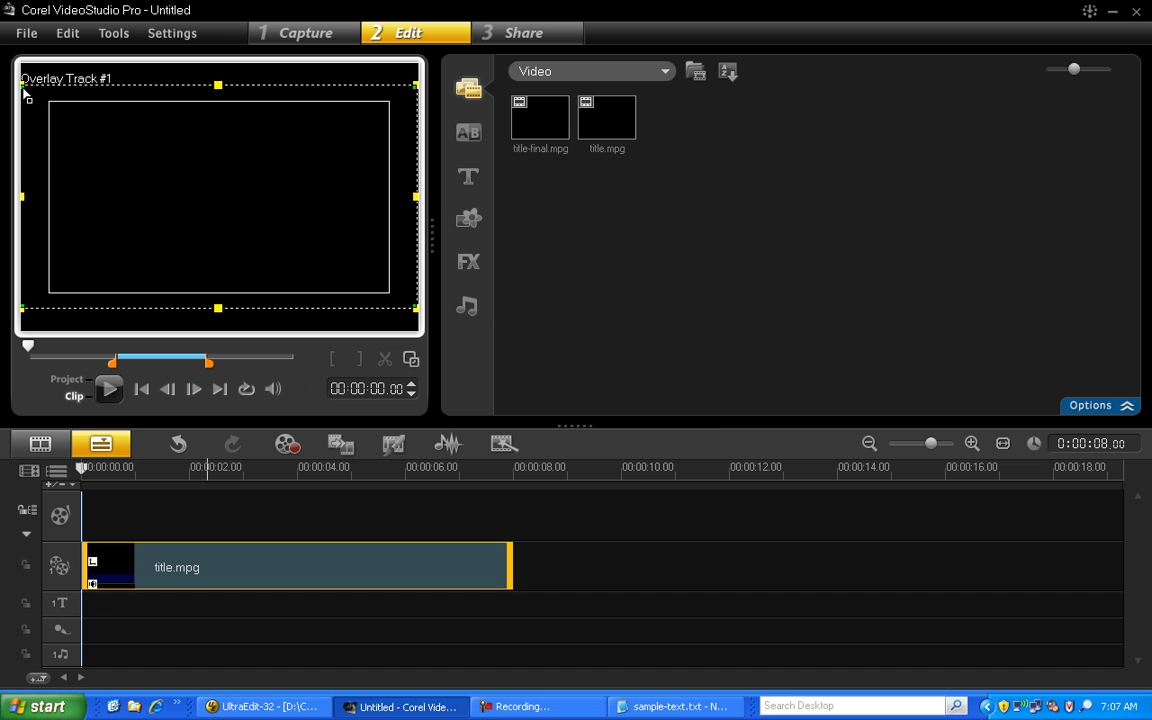 Corel VideoStudio Pro - Untitled
File Edit Tools Settings 1 Capture 2 Edit 3 Share
Overlay Track #1
Video
title-final.mpg title.mpg
FX
Project
Clip
00:00:00.00
Options
0:00:08.00
00:00:00.00 00:00:02.00 00:00:04.00 00:00:06.00 00:00:08.00 00:00:10.00 00:00:12.00 00:00:14.00 00:00:16.00 00:00:18.00
title.mpg
start UltraEdit-32 - [D:\C... Untitled - Corel Vide... Recording... sample-text.txt - N... Search Desktop 7:07 AM